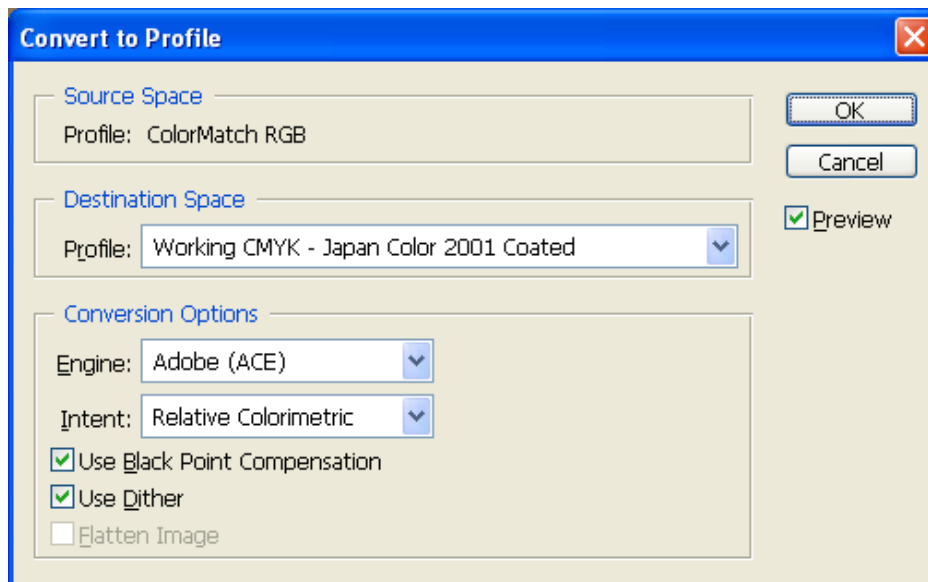 Convert to Profile
Source Space
Profile: ColorMatch RGB
OK
Cancel
Preview
Destination Space
Profile: Working CMYK - Japan Color 2001 Coated
Conversion Options
Engine: Adobe (ACE)
Intent: Relative Colorimetric
Use Black Point Compensation
Use Dither
Flatten Image